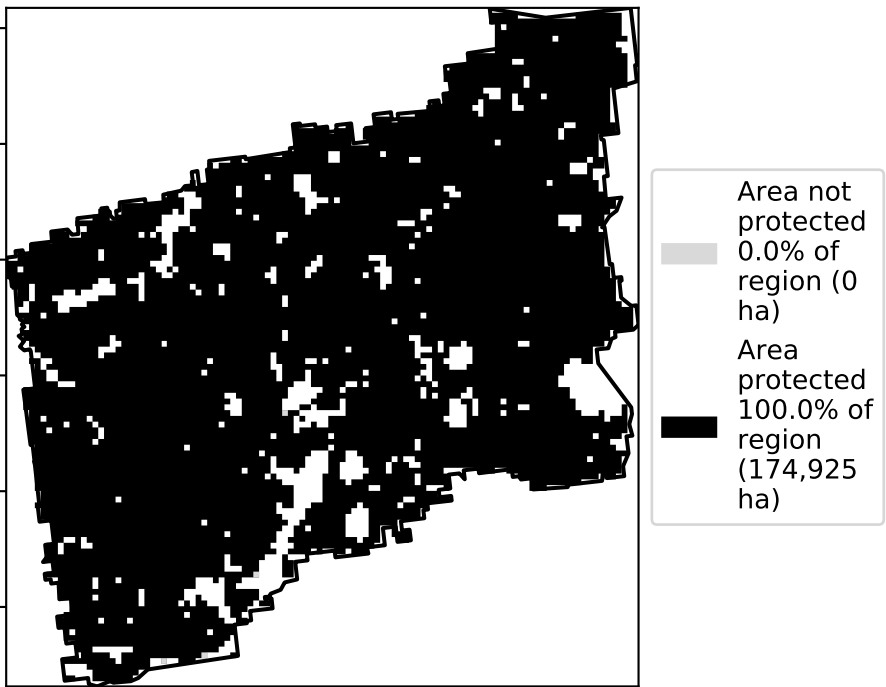 Area not
protected
0.0% of
region (0
ha)
Area
protected
100.0% of
region
(174,925
ha)